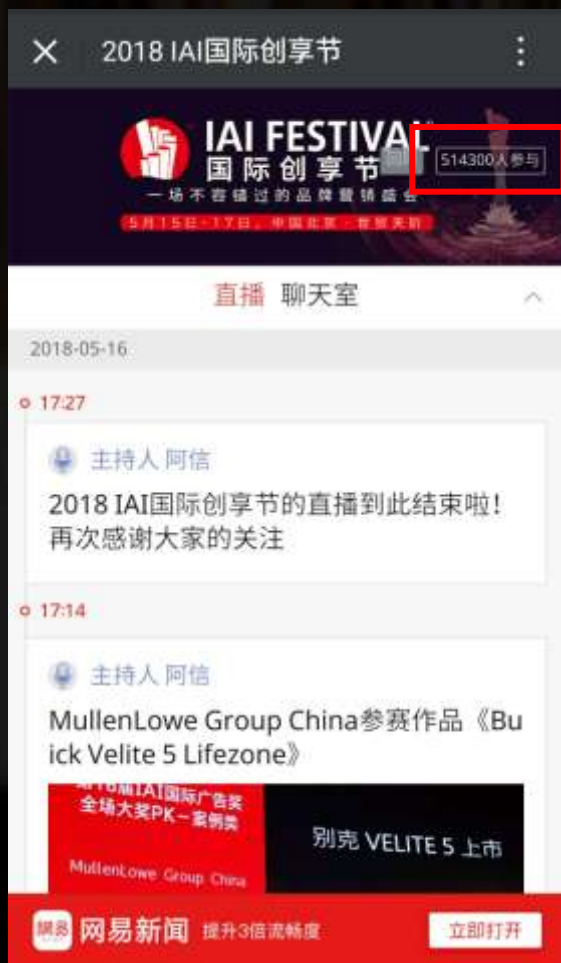 2018 IAI国际创享节
IAI FESTIVAL
国际创享节
514300人参与
一场不容错过的品牌营销盛会
5月15日-17日，中国北京·世贸天阶
直播 聊天室
2018-05-16
17:27
主持人 阿信
2018 IAI国际创享节的直播到此结束啦！
再次感谢大家的关注
17:14
主持人 阿信
MullenLowe Group China参赛作品《Bu
ick Velite 5 Lifezone》
第18届IAI国际广告奖
全场大奖PK-案例类
MullenLowe Group China
别克 VELITE 5 上市
網易 网易新闻 提升3倍流畅度 立即打开